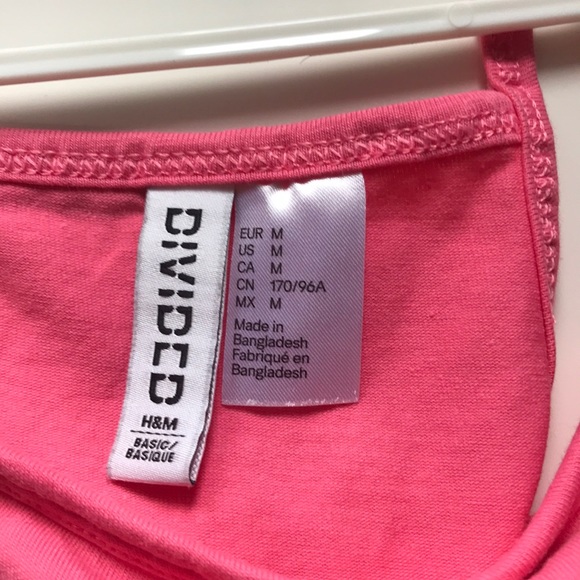 DIVIDED
H&M
BASIC/
BASIQUE
EUR M
US M
CA M
CN 170/96A
MX M
Made in
Bangladesh
Fabriqué en
Bangladesh